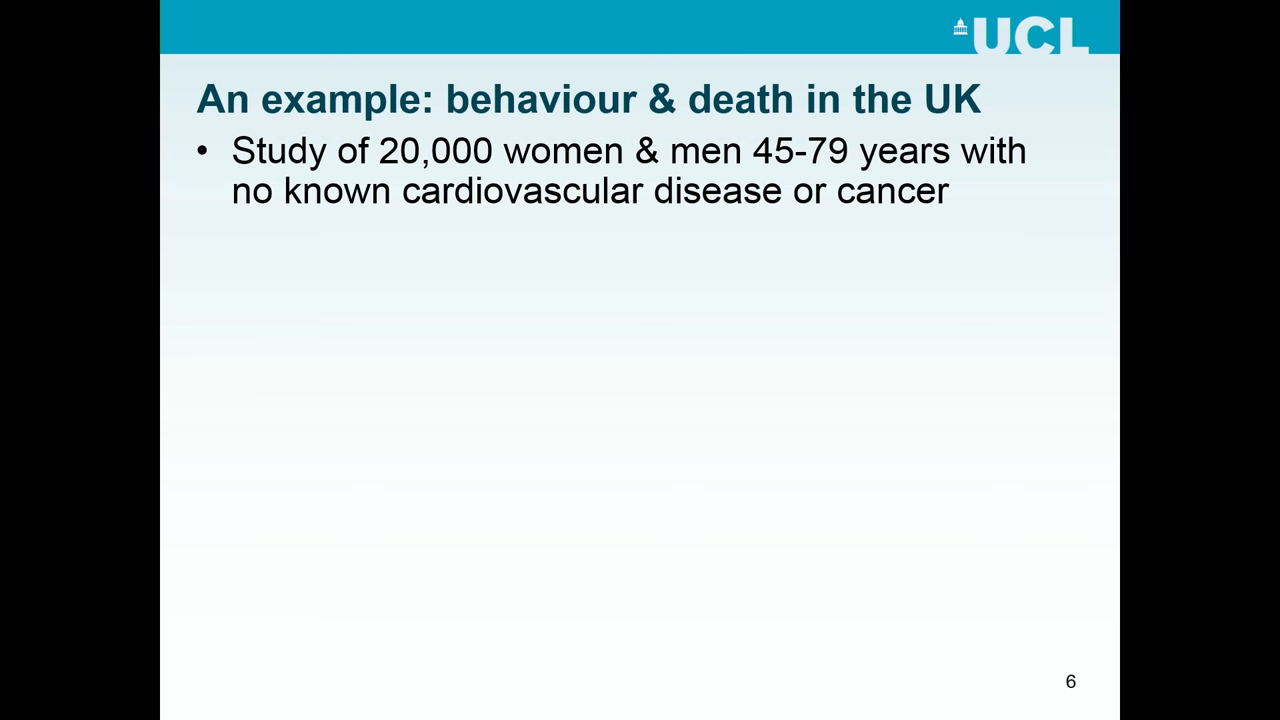 UCL
An example: behaviour & death in the UK
• Study of 20,000 women & men 45-79 years with
no known cardiovascular disease or cancer
6